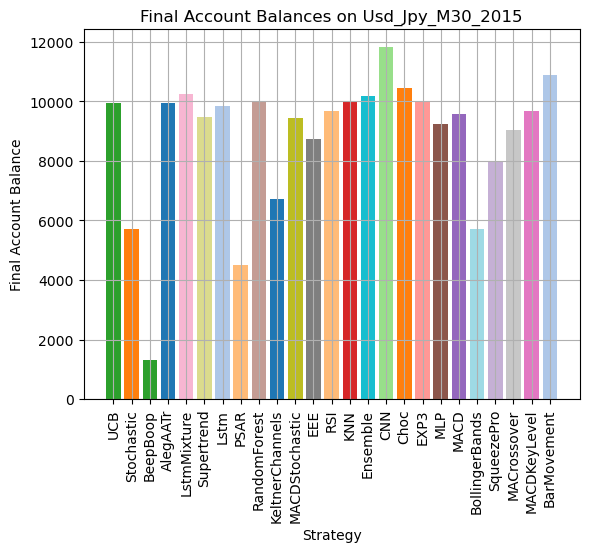 Final Account Balances on Usd_Jpy_M30_2015
Final Account Balance
12000
10000
8000
6000
4000
2000
0
UCB
Stochastic
BeepBoop
AlegAATr
LstmMixture
Supertrend
Lstm
PSAR
RandomForest
KeltnerChannels
MACDStochastic
EEE
RSI
KNN
Ensemble
CNN
Choc
EXP3
MLP
MACD
BollingerBands
SqueezePro
MACrossover
MACDKeyLevel
BarMovement
Strategy